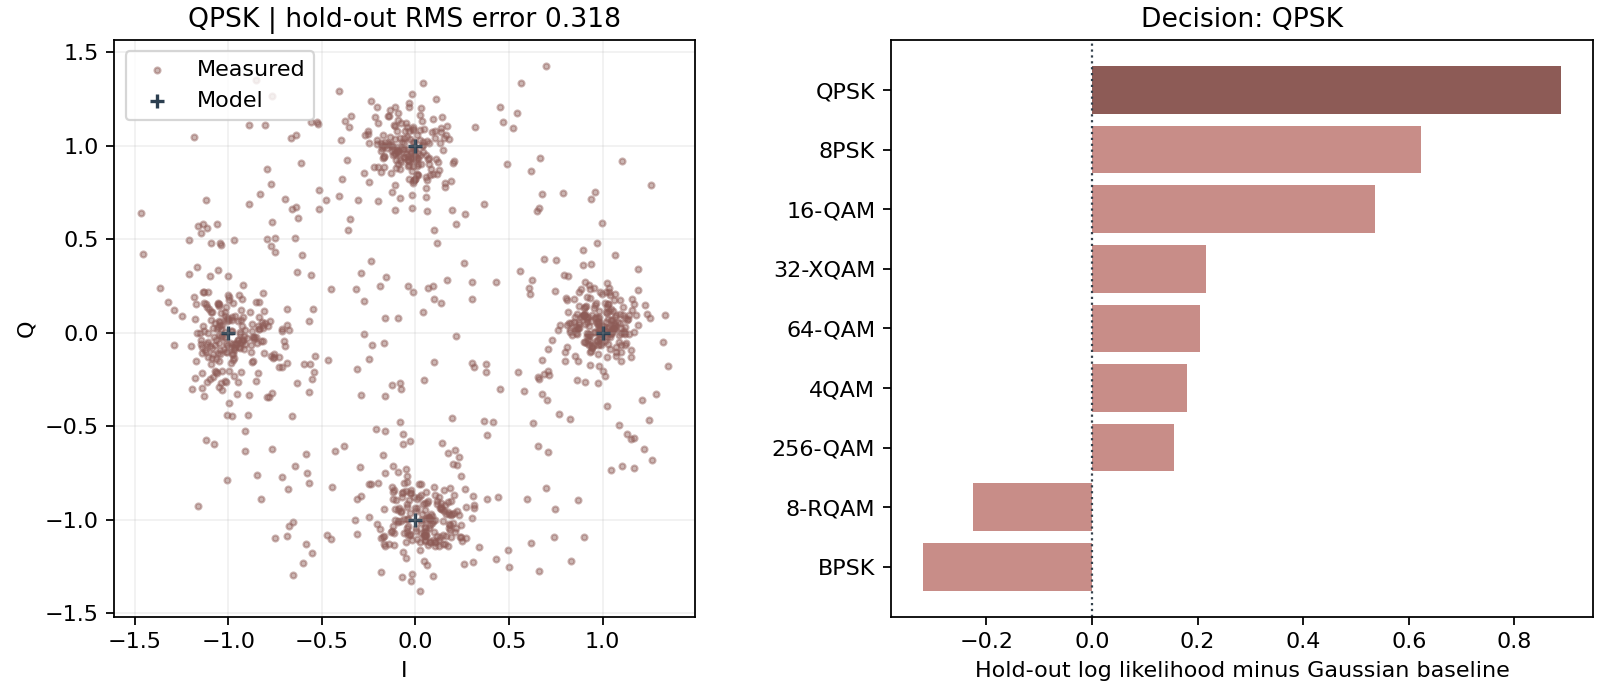 QPSK | hold-out RMS error 0.318
Measured
Model
1.5
1.0
0.5
0.0
−0.5
−1.0
−1.5
Q
−1.5
−1.0
−0.5
0.0
0.5
1.0
I
Decision: QPSK
QPSK
8PSK
16-QAM
32-XQAM
64-QAM
4QAM
256-QAM
8-RQAM
BPSK
−0.2
0.0
0.2
0.4
0.6
0.8
Hold-out log likelihood minus Gaussian baseline